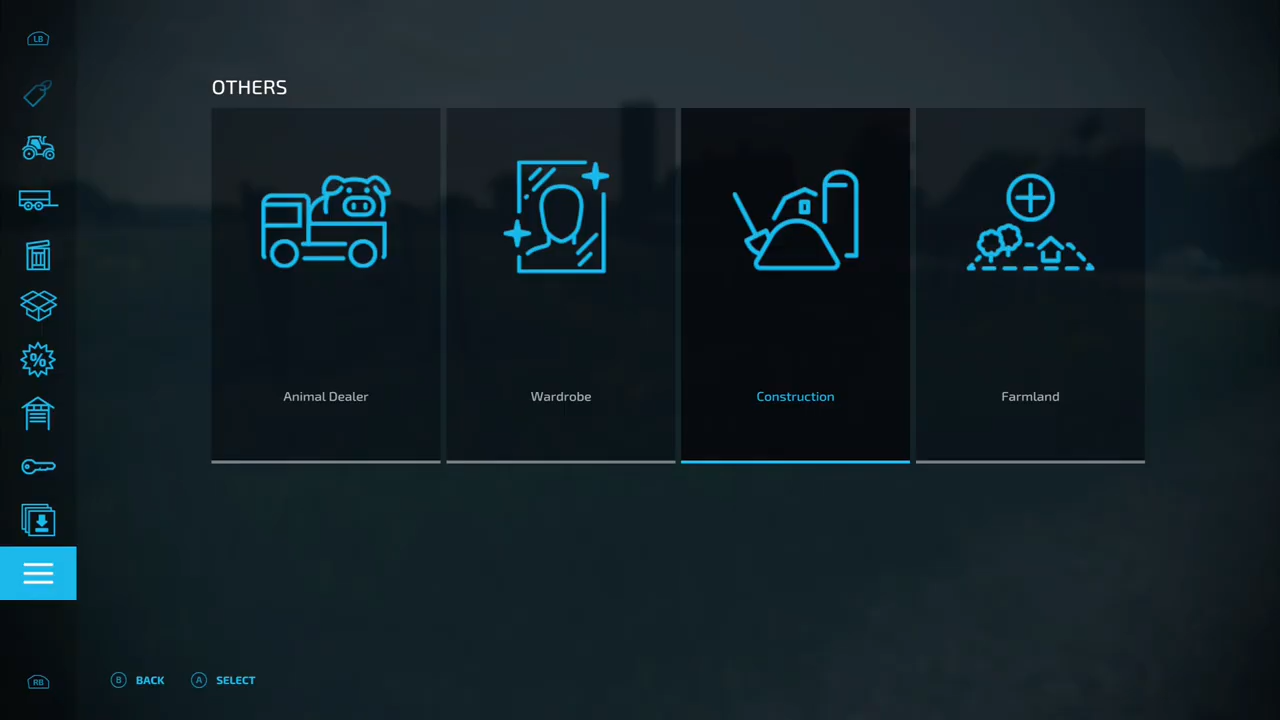 LB
OTHERS
%
Animal Dealer
Wardrobe
Construction
Farmland
RB
B BACK
A SELECT